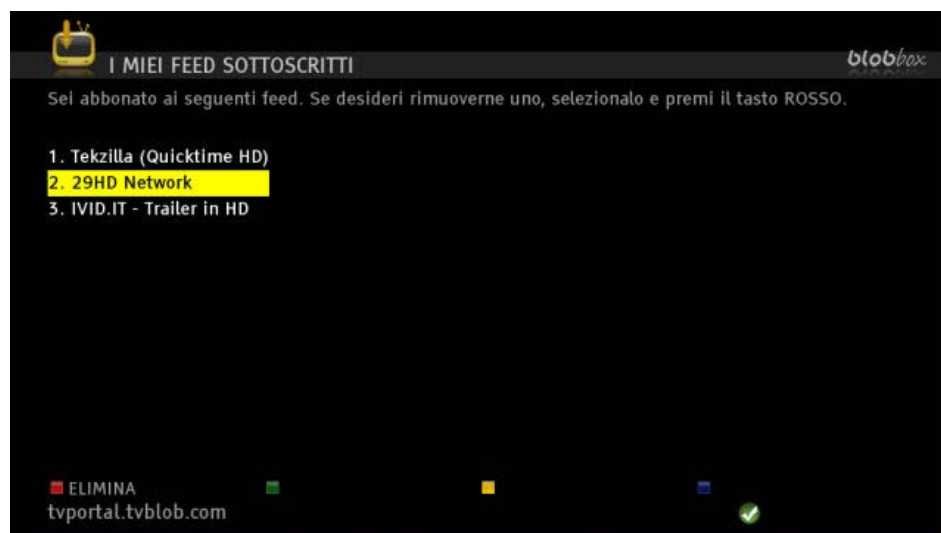 I MIEI FEED SOTTOSCRITTI
blobbox
Sei abbonato ai seguenti feed. Se desideri rimuoverne uno, selezionalo e premi il tasto ROSSO.
1. Tekzilla (Quicktime HD)
2. 29HD Network
3. IVID.IT - Trailer in HD
ELIMINA
tvportal.tvblob.com